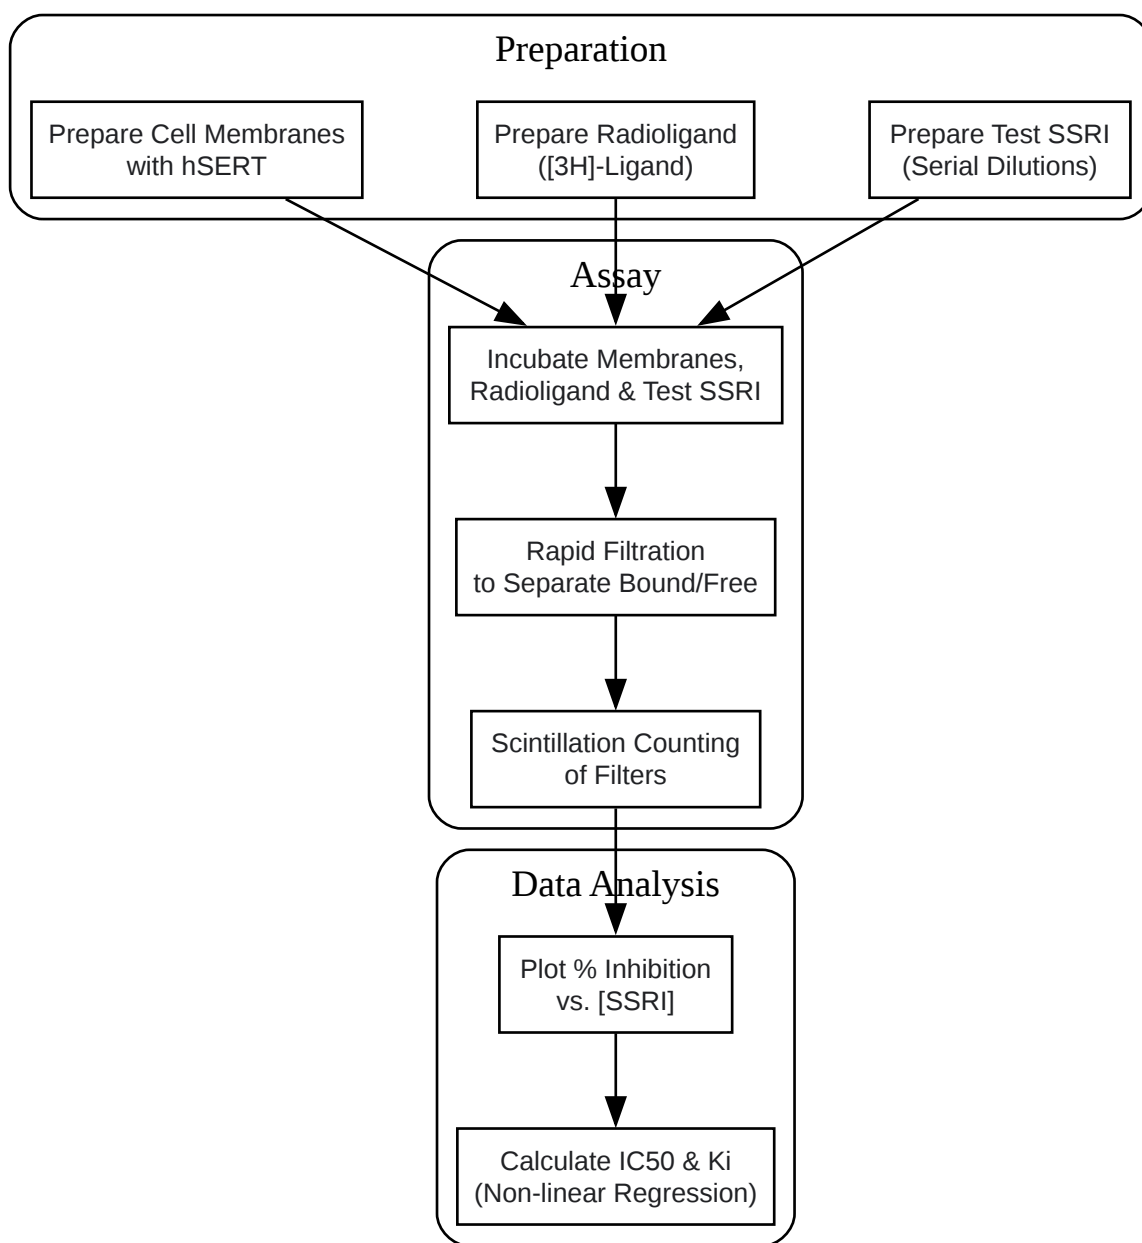 Preparation
Prepare Cell Membranes
with hSERT
Prepare Radioligand
([3H]-Ligand)
Prepare Test SSRI
(Serial Dilutions)
Assay
Incubate Membranes,
Radioligand & Test SSRI
Rapid Filtration
to Separate Bound/Free
Scintillation Counting
of Filters
Data Analysis
Plot % Inhibition
vs. [SSRI]
Calculate IC50 & Ki
(Non-linear Regression)